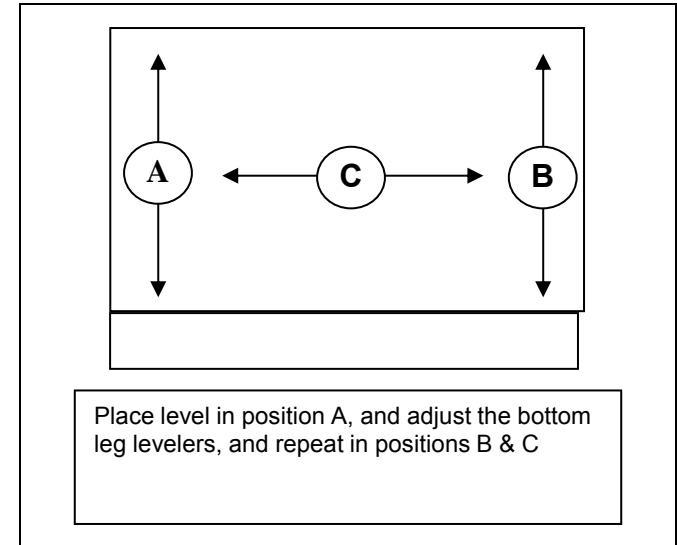 A
C
B
Place level in position A, and adjust the bottom
leg levelers, and repeat in positions B & C